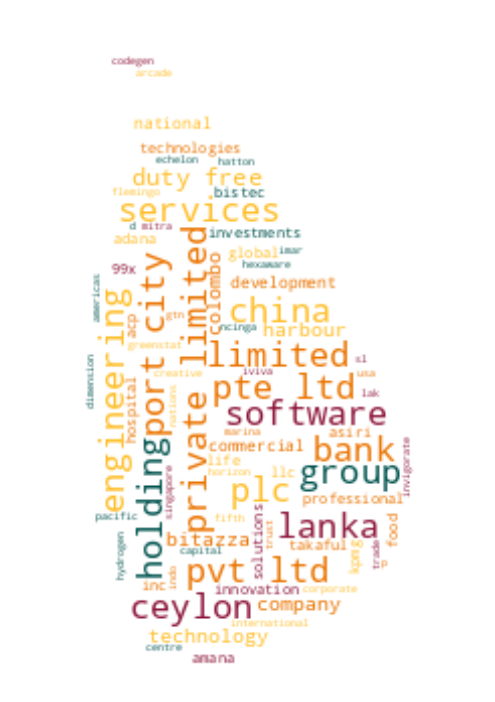 codegen
arcade
national
technologies
echelon
hatton
duty free
flemingo
bistec
services
d
mitra
investments
adana
global
imar
hexaware
99x
americas
development
engineering
port city
private limited
colombo
china
acp
gtn
ncinga
harbour
greenstat
limited
sl
dimension
creative
iviva
usa
hospital
nations
pte ltd
lak
software
marina
asiri
holding
commercial
bank
invigorate
life
group
singapore
horizon
llc
plc
professional
pacific
fifth
lanka
food
hydrogen
bitazza
solutions
trust
takaful
kpmg
trade
capital
pvt ltd
p
inc
indo
innovation
corporate
ceylon
company
international
technology
centre
amana